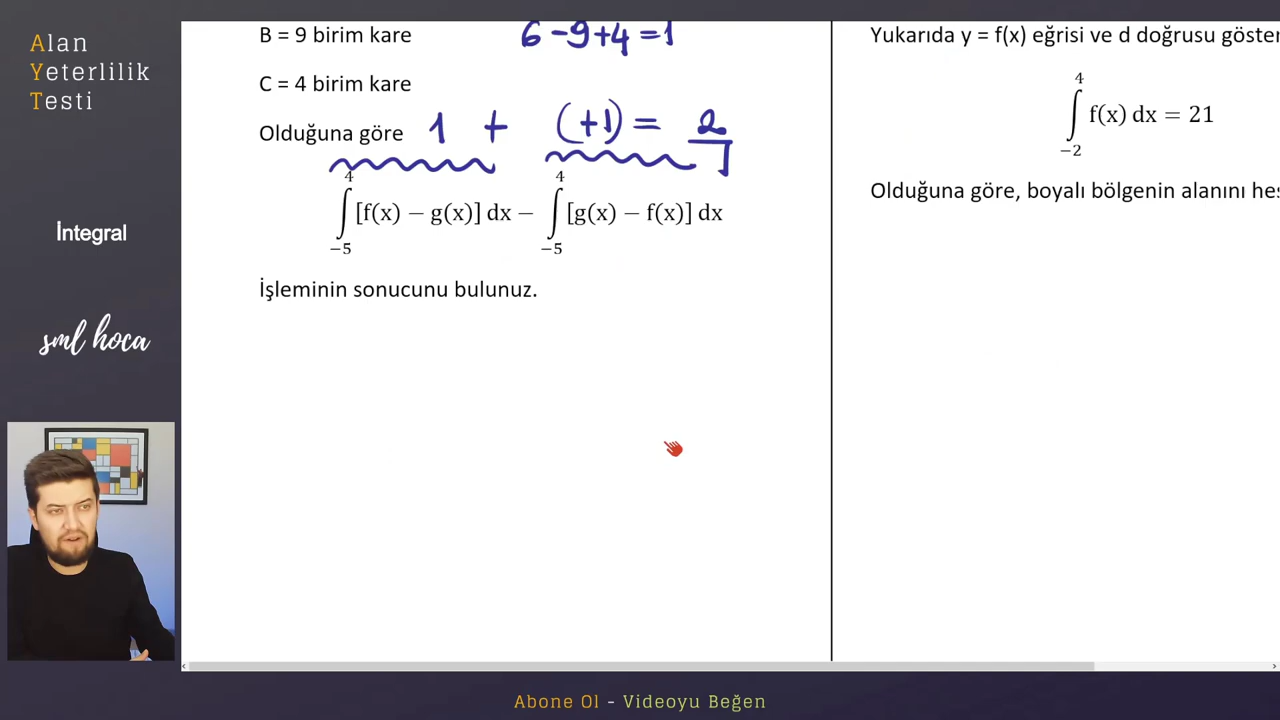 Alan
Yeterlilik
Testi
İntegral
sml hoca
B = 9 birim kare
6 -9+4 =1
C = 4 birim kare
Olduğuna göre 1 + (+1) = 2
4
∫ [f(x) − g(x)] dx −
−5
4
∫ [g(x) − f(x)] dx
−5
İşleminin sonucunu bulunuz.
Yukarıda y = f(x) eğrisi ve d doğrusu göster
4
∫ f(x) dx = 21
−2
Olduğuna göre, boyalı bölgenin alanını hes
Abone Ol - Videoyu Beğen